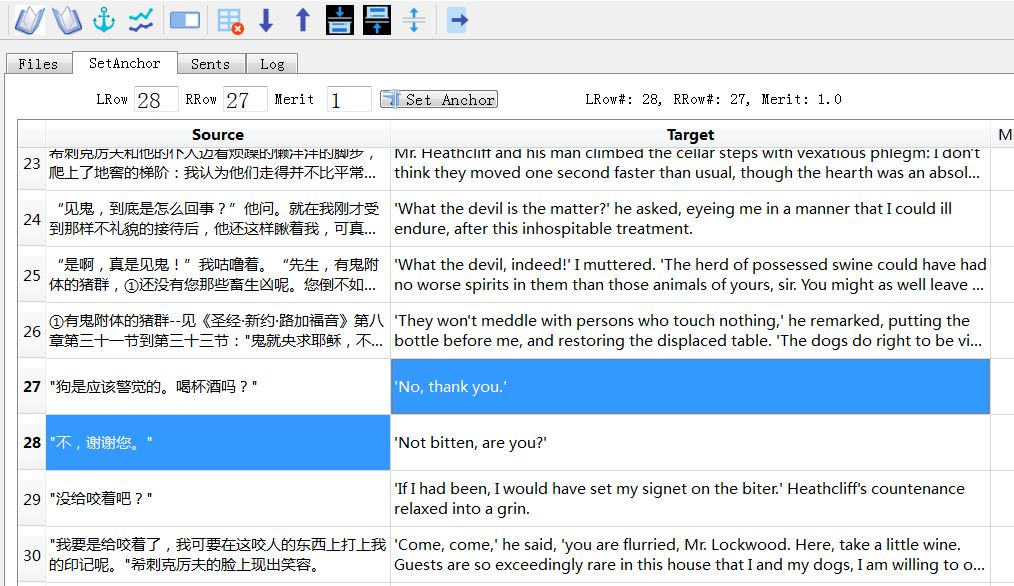 Files SetAnchor Sents Log
LRow 28 RRow 27 Merit 1 Set Anchor LRow#: 28, RRow#: 27, Merit: 1.0
Source Target M
23
希刺克厉夫和他的仆人迈着烦躁的懒洋洋的脚步，
爬上了地窖的梯阶：我认为他们走得并不比平常...
Mr. Heathcliff and his man climbed the cellar steps with vexatious phlegm: I don't
think they moved one second faster than usual, though the hearth was an absol...
24
“见鬼，到底是怎么回事？”他问。就在我刚才受
到那样不礼貌的接待后，他还这样瞅着我，可真...
'What the devil is the matter?' he asked, eyeing me in a manner that I could ill
endure, after this inhospitable treatment.
25
“是啊，真是见鬼！”我咕噜着。“先生，有鬼附
体的猪群，①还没有您那些畜生凶呢。您倒不如...
'What the devil, indeed!' I muttered. 'The herd of possessed swine could have had
no worse spirits in them than those animals of yours, sir. You might as well leave ...
26
①有鬼附体的猪群--见《圣经·新约·路加福音》第八
章第三十一节到第三十三节："鬼就央求耶稣，不...
'They won't meddle with persons who touch nothing,' he remarked, putting the
bottle before me, and restoring the displaced table. 'The dogs do right to be vi...
27
"狗是应该警觉的。喝杯酒吗？"
'No, thank you.'
28
"不，谢谢您。"
'Not bitten, are you?'
29
"没给咬着吧？"
'If I had been, I would have set my signet on the biter.' Heathcliff's countenance
relaxed into a grin.
30
"我要是给咬着了，我可要在这咬人的东西上打上我
的印记呢。"希刺克厉夫的脸上现出笑容。
'Come, come,' he said, 'you are flurried, Mr. Lockwood. Here, take a little wine.
Guests are so exceedingly rare in this house that I and my dogs, I am willing to o...